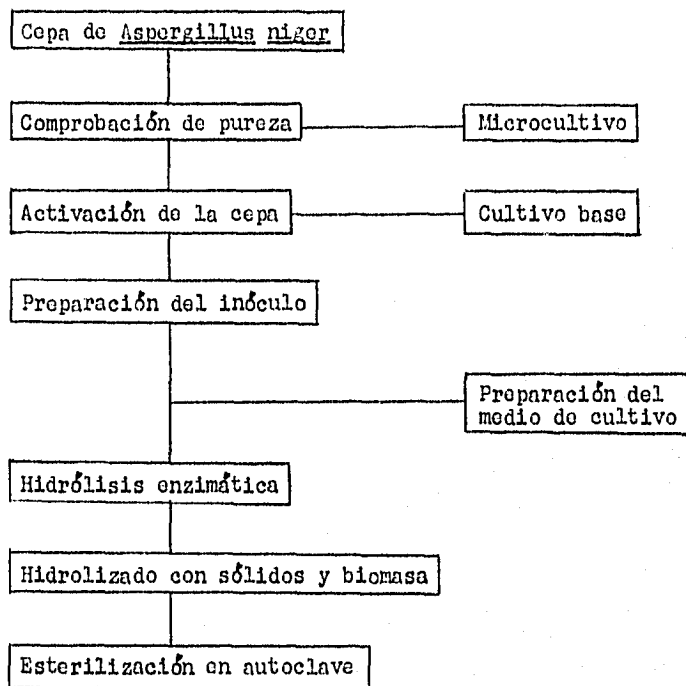 Cepa de Aspergillus niger
Comprobación de pureza
Microcultivo
Activación de la cepa
Cultivo base
Preparación del inóculo
Preparación del
medio de cultivo
Hidrólisis enzimática
Hidrolizado con sólidos y biomasa
Esterilización en autoclave